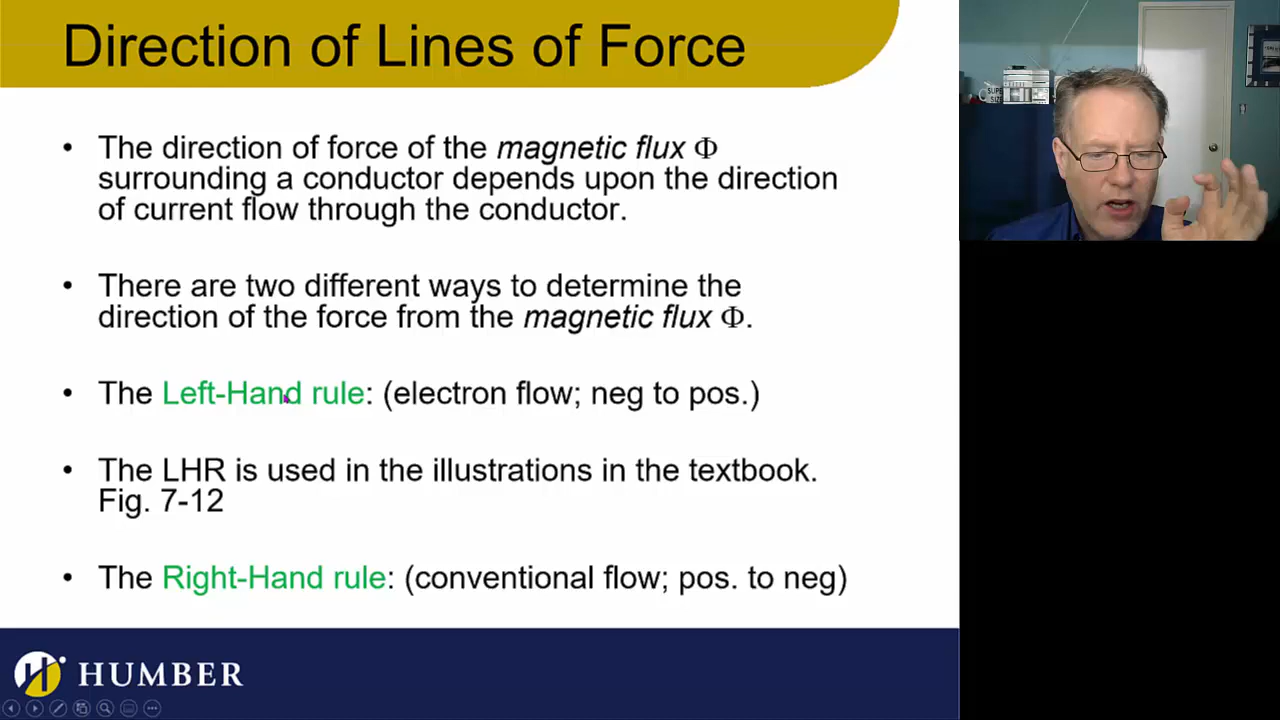 Direction of Lines of Force
• The direction of force of the magnetic flux Φ
surrounding a conductor depends upon the direction
of current flow through the conductor.
• There are two different ways to determine the
direction of the force from the magnetic flux Φ.
• The Left-Hand rule: (electron flow; neg to pos.)
• The LHR is used in the illustrations in the textbook.
Fig. 7-12
• The Right-Hand rule: (conventional flow; pos. to neg)
HUMBER